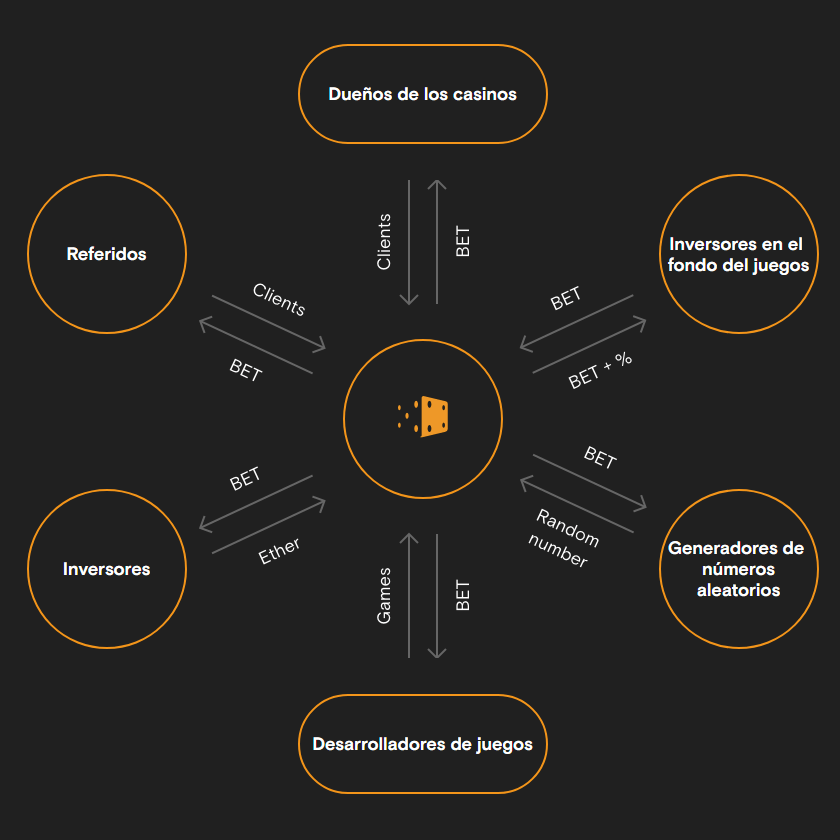 Dueños de los casinos
Clients
BET
Referidos
Inversores en el
fondo del juegos
Clients
BET
BET
BET + %
BET
Ether
BET
Random
number
Inversores
Generadores de
números
aleatorios
Games
BET
Desarrolladores de juegos